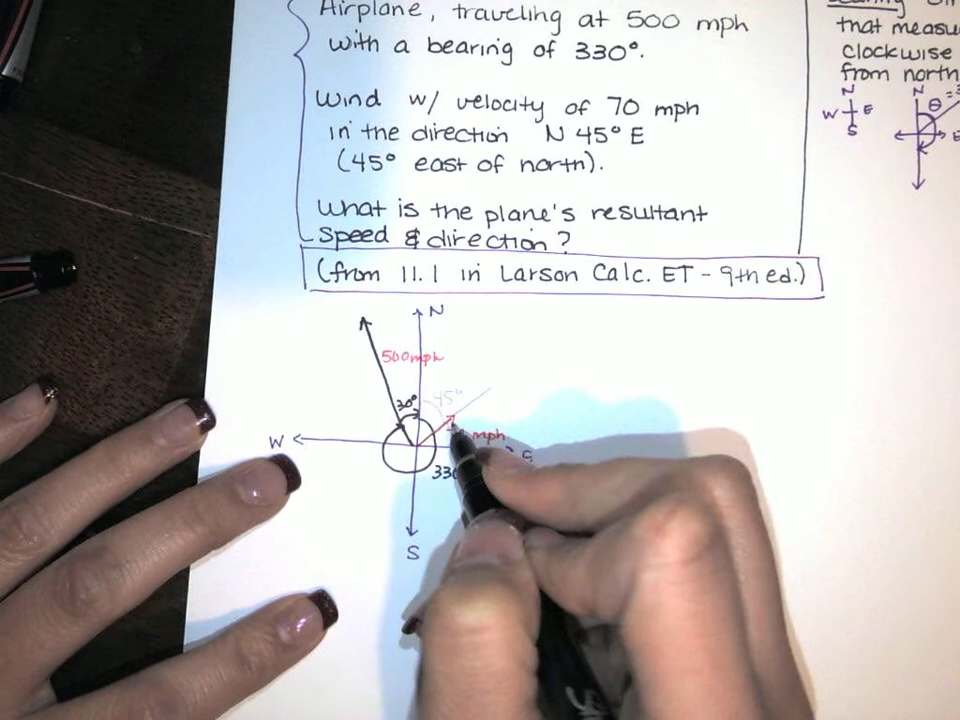 Airplane, traveling at 500 mph
with a bearing of 330°.
Wind w/ velocity of 70 mph
in the direction N 45° E
(45° east of north).
What is the plane's resultant
Speed & direction?
(from 11.1 in Larson Calc. ET - 9th ed.)
that measu
clockwise
from north
N
W E
S
N
θ
E
N
500mph
30°
45°
mph
W
E
330
S